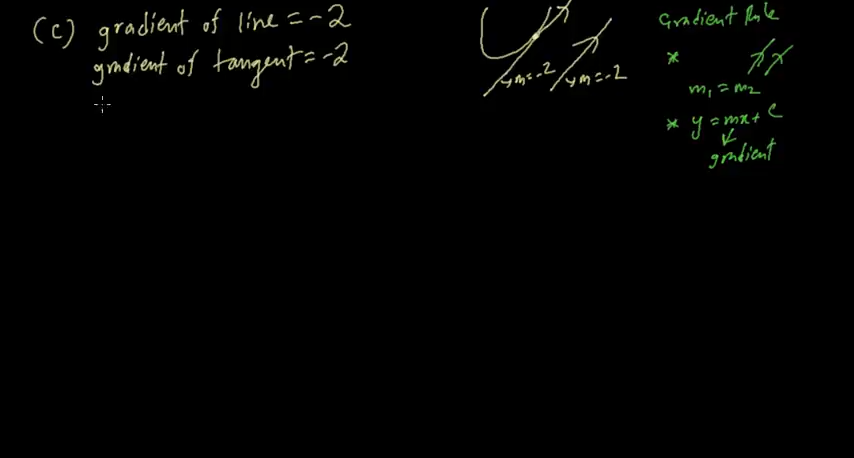 (c) gradient of line = -2
gradient of tangent = -2
m=-2
m=-2
Gradient Rule
*
m₁ = m₂
* y = mx + c
gradient